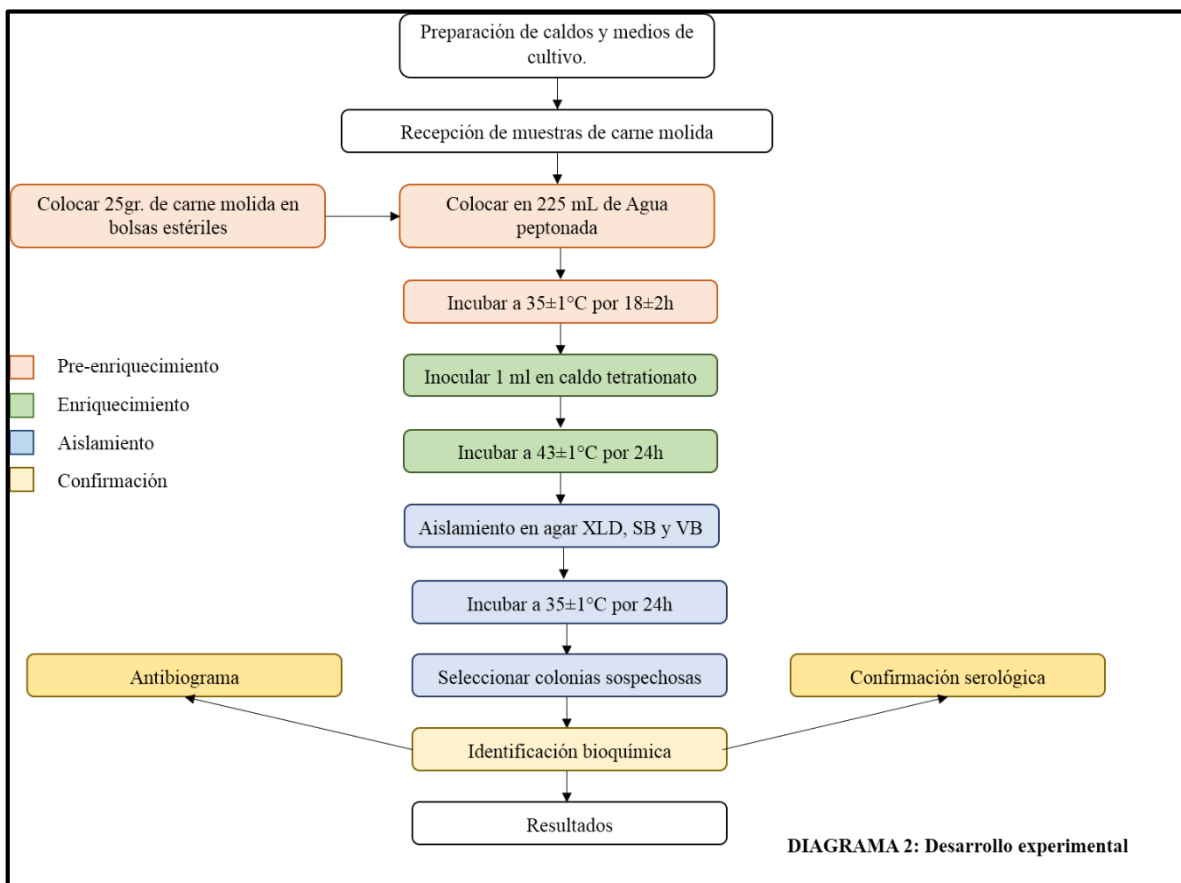 Preparación de caldos y medios de
cultivo.
Recepción de muestras de carne molida
Colocar 25gr. de carne molida en
bolsas estériles
Colocar en 225 mL de Agua
peptonada
Incubar a 35±1°C por 18±2h
Pre-enriquecimiento
Enriquecimiento
Aislamiento
Confirmación
Inocular 1 ml en caldo tetrationato
Incubar a 43±1°C por 24h
Aislamiento en agar XLD, SB y VB
Incubar a 35±1°C por 24h
Antibiograma
Seleccionar colonias sospechosas
Confirmación serológica
Identificación bioquímica
Resultados
DIAGRAMA 2: Desarrollo experimental